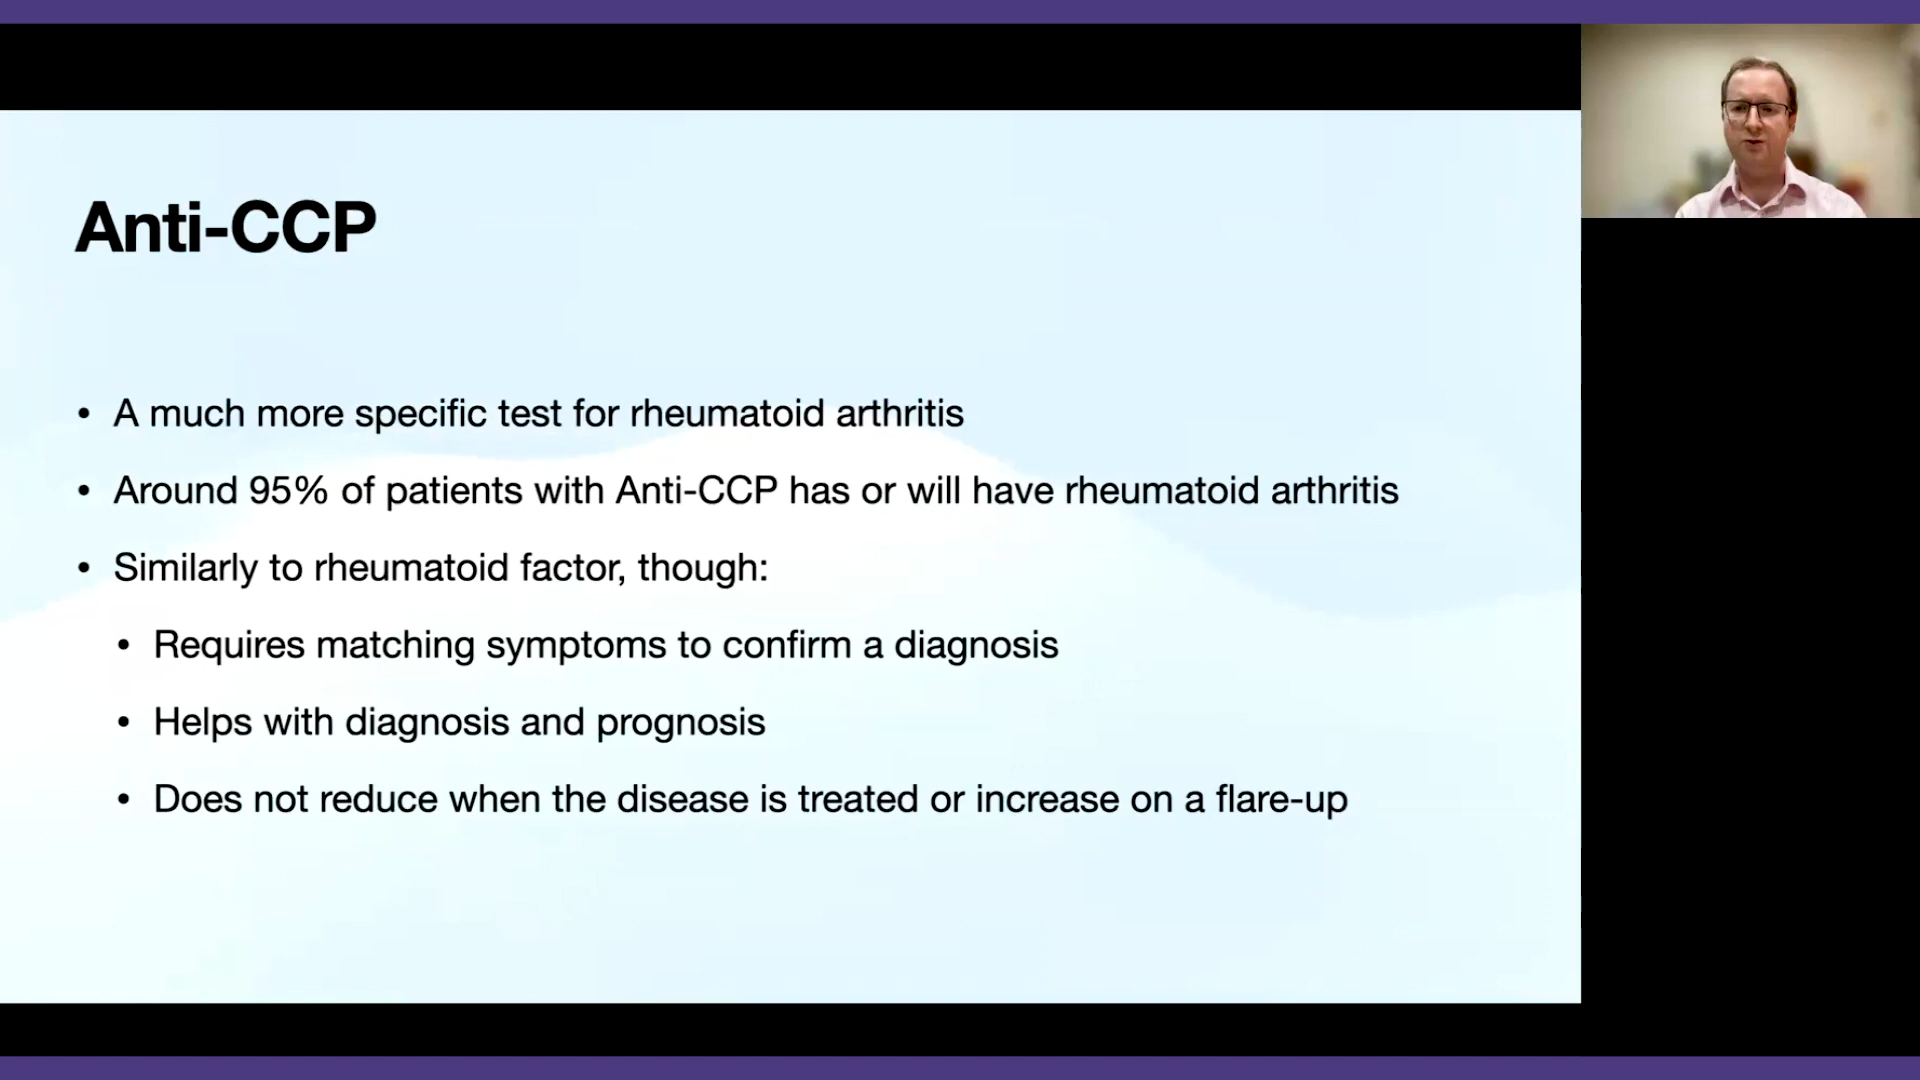 Anti-CCP
• A much more specific test for rheumatoid arthritis
• Around 95% of patients with Anti-CCP has or will have rheumatoid arthritis
• Similarly to rheumatoid factor, though:
• Requires matching symptoms to confirm a diagnosis
• Helps with diagnosis and prognosis
• Does not reduce when the disease is treated or increase on a flare-up